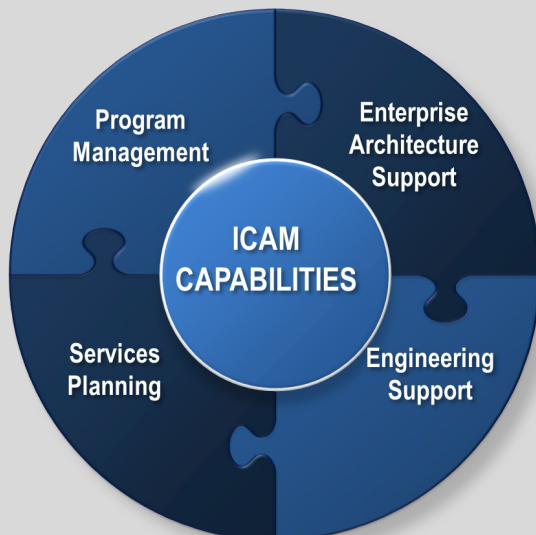 Program
Management
Enterprise
Architecture
Support
ICAM
CAPABILITIES
Services
Planning
Engineering
Support